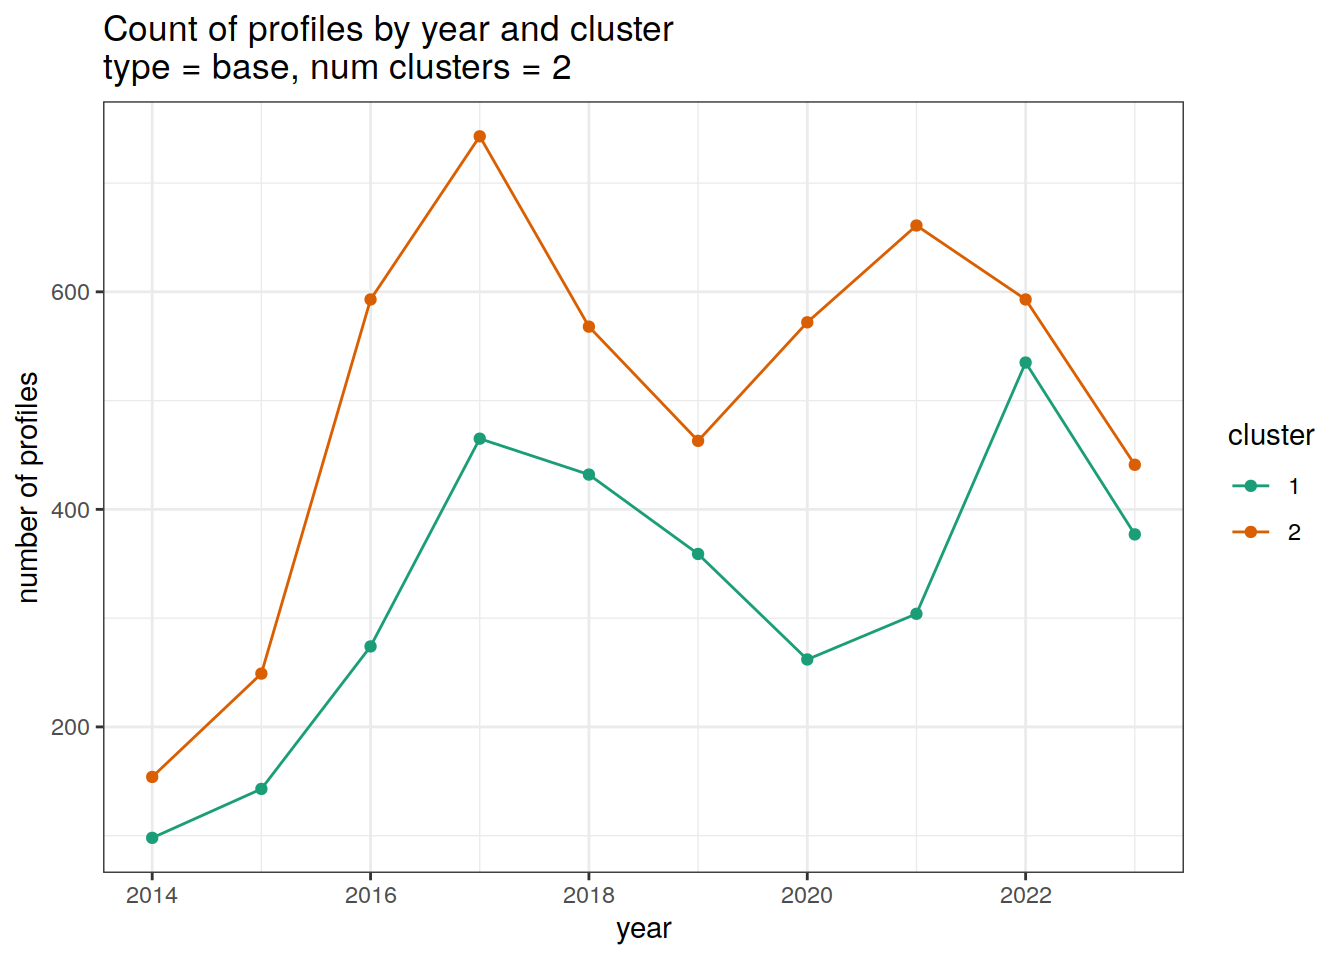 Count of profiles by year and cluster
type = base, num clusters = 2
600
400
200
number of profiles
2014
2016
2018
2020
2022
year
cluster
1
2